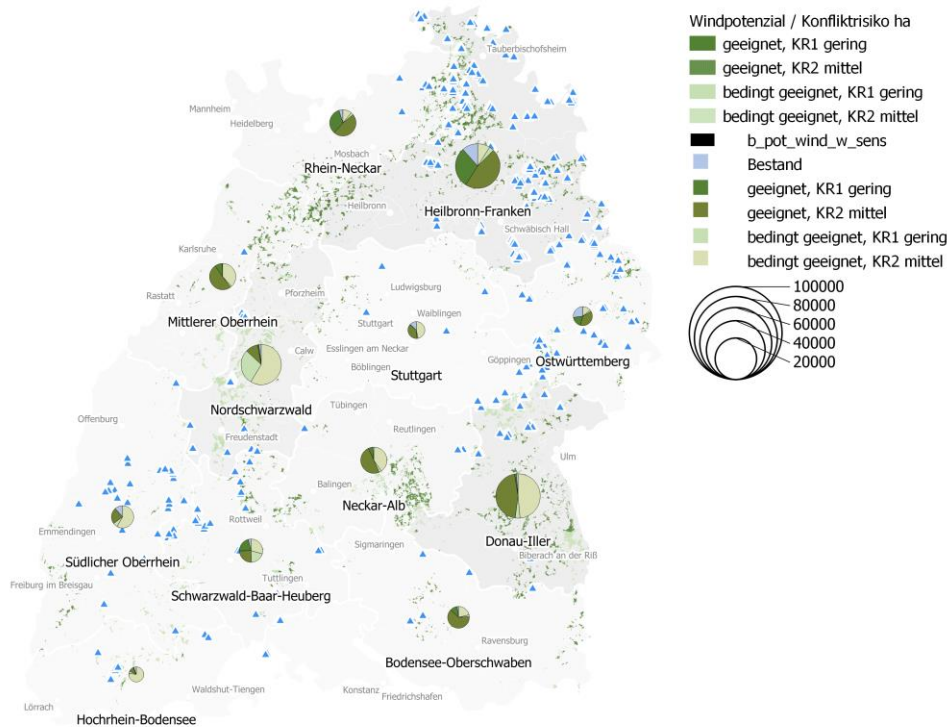 Windpotenzial / Konfliktrisiko ha
geeignet, KR1 gering
geeignet, KR2 mittel
bedingt geeignet, KR1 gering
bedingt geeignet, KR2 mittel
b_pot_wind_w_sens
Bestand
geeignet, KR1 gering
geeignet, KR2 mittel
bedingt geeignet, KR1 gering
bedingt geeignet, KR2 mittel
100000
80000
60000
40000
20000
Tauberbischofsheim
Mannheim
Heidelberg
Mosbach
Rhein-Neckar
Heilbronn
Heilbronn-Franken
Schwäbisch Hall
Karlsruhe
Rastatt
Pforzheim
Ludwigsburg
Mittlerer Oberrhein
Stuttgart
Waiblingen
Calw
Esslingen am Neckar
Böblingen
Stuttgart
Göppingen
Ostwürttemberg
Nordschwarzwald
Tübingen
Offenburg
Freudenstadt
Reutlingen
Ulm
Balingen
Neckar-Alb
Rottweil
Emmendingen
Sigmaringen
Donau-Iller
Biberach an der Riß
Südlicher Oberrhein
Freiburg im Breisgau
Tuttlingen
Schwarzwald-Baar-Heuberg
Ravensburg
Bodensee-Oberschwaben
Waldshut-Tiengen
Konstanz
Friedrichshafen
Lörrach
Hochrhein-Bodensee